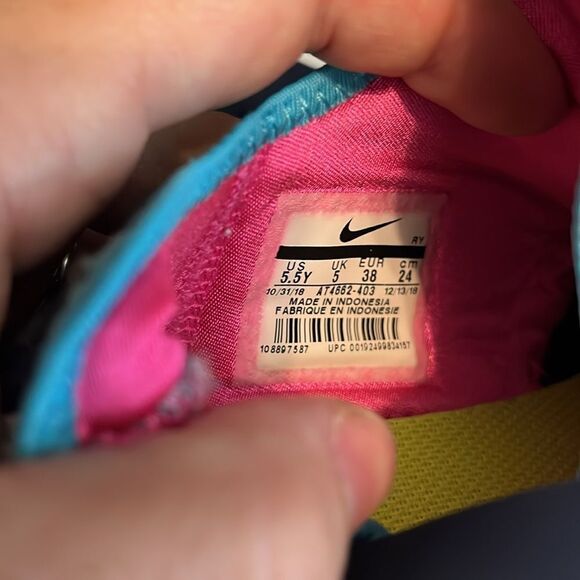 RY
US UK EUR cm
5.5Y 5 38 24
10/31/18 AT4662-403 12/13/18
MADE IN INDONESIA
FABRIQUE EN INDONESIE
108897587 UPC 00192499834157